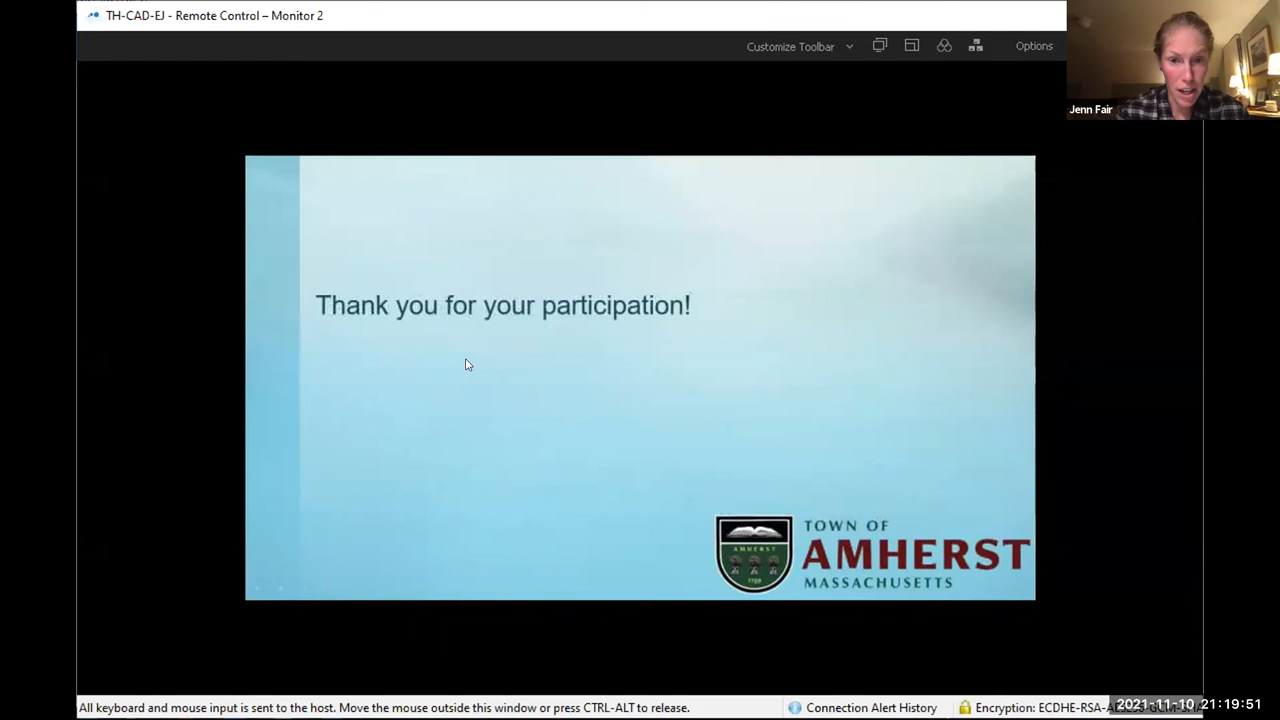 TH-CAD-EJ - Remote Control – Monitor 2
Customize Toolbar
Options
Jenn Fair
Thank you for your participation!
AMHERST
TOWN OF
AMHERST
MASSACHUSETTS
All keyboard and mouse input is sent to the host. Move the mouse outside this window or press CTRL-ALT to release.
Connection Alert History
Encryption: ECDHE-RSA-
2021-11-10 21:19:51